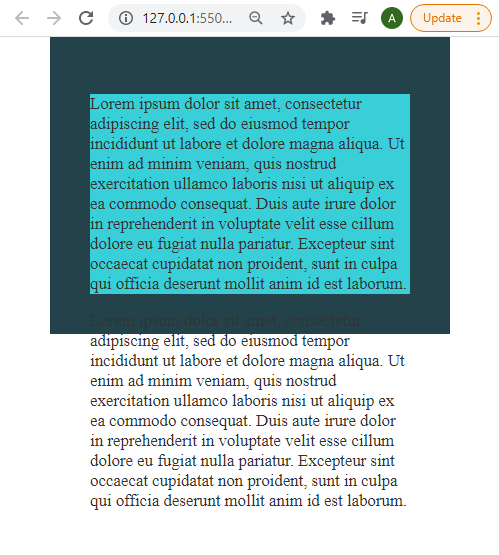 127.0.0.1:550...
A
Update
Lorem ipsum dolor sit amet, consectetur
adipiscing elit, sed do eiusmod tempor
incididunt ut labore et dolore magna aliqua. Ut
enim ad minim veniam, quis nostrud
exercitation ullamco laboris nisi ut aliquip ex
ea commodo consequat. Duis aute irure dolor
in reprehenderit in voluptate velit esse cillum
dolore eu fugiat nulla pariatur. Excepteur sint
occaecat cupidatat non proident, sunt in culpa
qui officia deserunt mollit anim id est laborum.
Lorem ipsum dolor sit amet, consectetur
adipiscing elit, sed do eiusmod tempor
incididunt ut labore et dolore magna aliqua. Ut
enim ad minim veniam, quis nostrud
exercitation ullamco laboris nisi ut aliquip ex
ea commodo consequat. Duis aute irure dolor
in reprehenderit in voluptate velit esse cillum
dolore eu fugiat nulla pariatur. Excepteur sint
occaecat cupidatat non proident, sunt in culpa
qui officia deserunt mollit anim id est laborum.